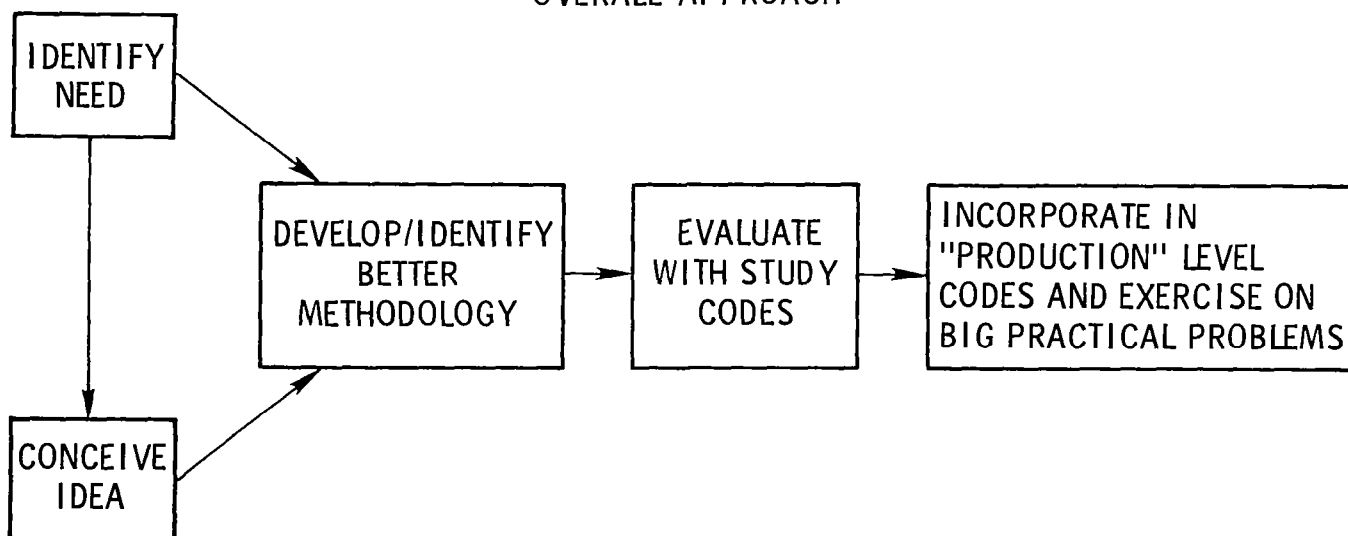 OVERALL APPROACH
IDENTIFY
NEED
DEVELOP/IDENTIFY
BETTER
METHODOLOGY
EVALUATE
WITH STUDY
CODES
INCORPORATE IN
"PRODUCTION" LEVEL
CODES AND EXERCISE ON
BIG PRACTICAL PROBLEMS
CONCEIVE
IDEA